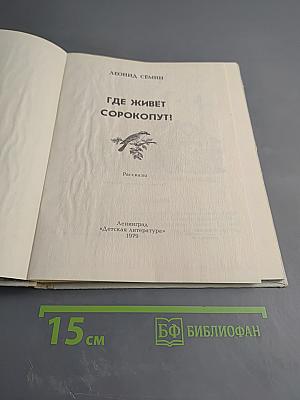 ЛЕОНИД СЕМИН
ГДЕ ЖИВЕТ
СОРОКОПУТ?
Рассказы
Ленинград
«Детская литература»
1979
15 см
БФ БИБЛИОФАН